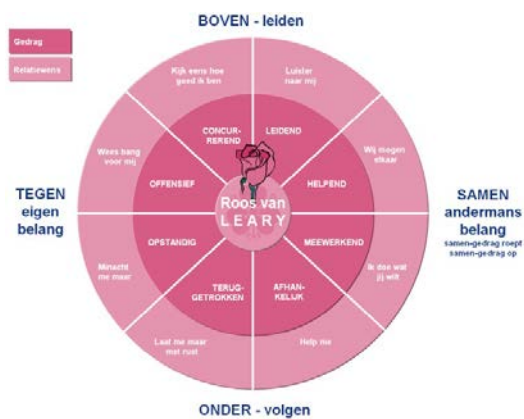 BOVEN - leiden
Gedrag
Relatiewens
Kijk eens hoe
goed ik ben
Luister
naar mij
CONCUR-
REREND
LEIDEND
Wees bang
voor mij
Wij mogen
elkaar
OFFENSIEF
HELPEND
TEGEN
eigen
belang
Roos van
LEARY
SAMEN
andermans
belang
samen-gedrag roept
samen-gedrag op
OPSTANDIG
MEEWERKEND
Minacht
me maar
Ik doe wat
jij wilt
TERUG-
GETROKKEN
AFHAN-
KELIJK
Laat me maar
met rust
Help me
ONDER - volgen